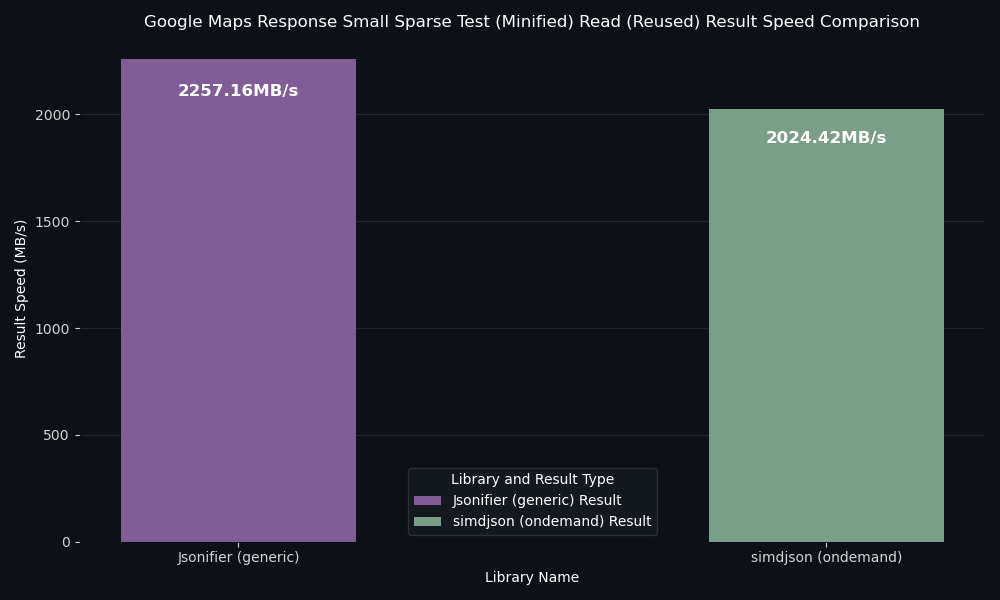 Google Maps Response Small Sparse Test (Minified) Read (Reused) Result Speed Comparison
2257.16MB/s
2024.42MB/s
Result Speed (MB/s)
2000
1500
1000
500
0
Library and Result Type
Jsonifier (generic) Result
simdjson (ondemand) Result
Jsonifier (generic)
simdjson (ondemand)
Library Name